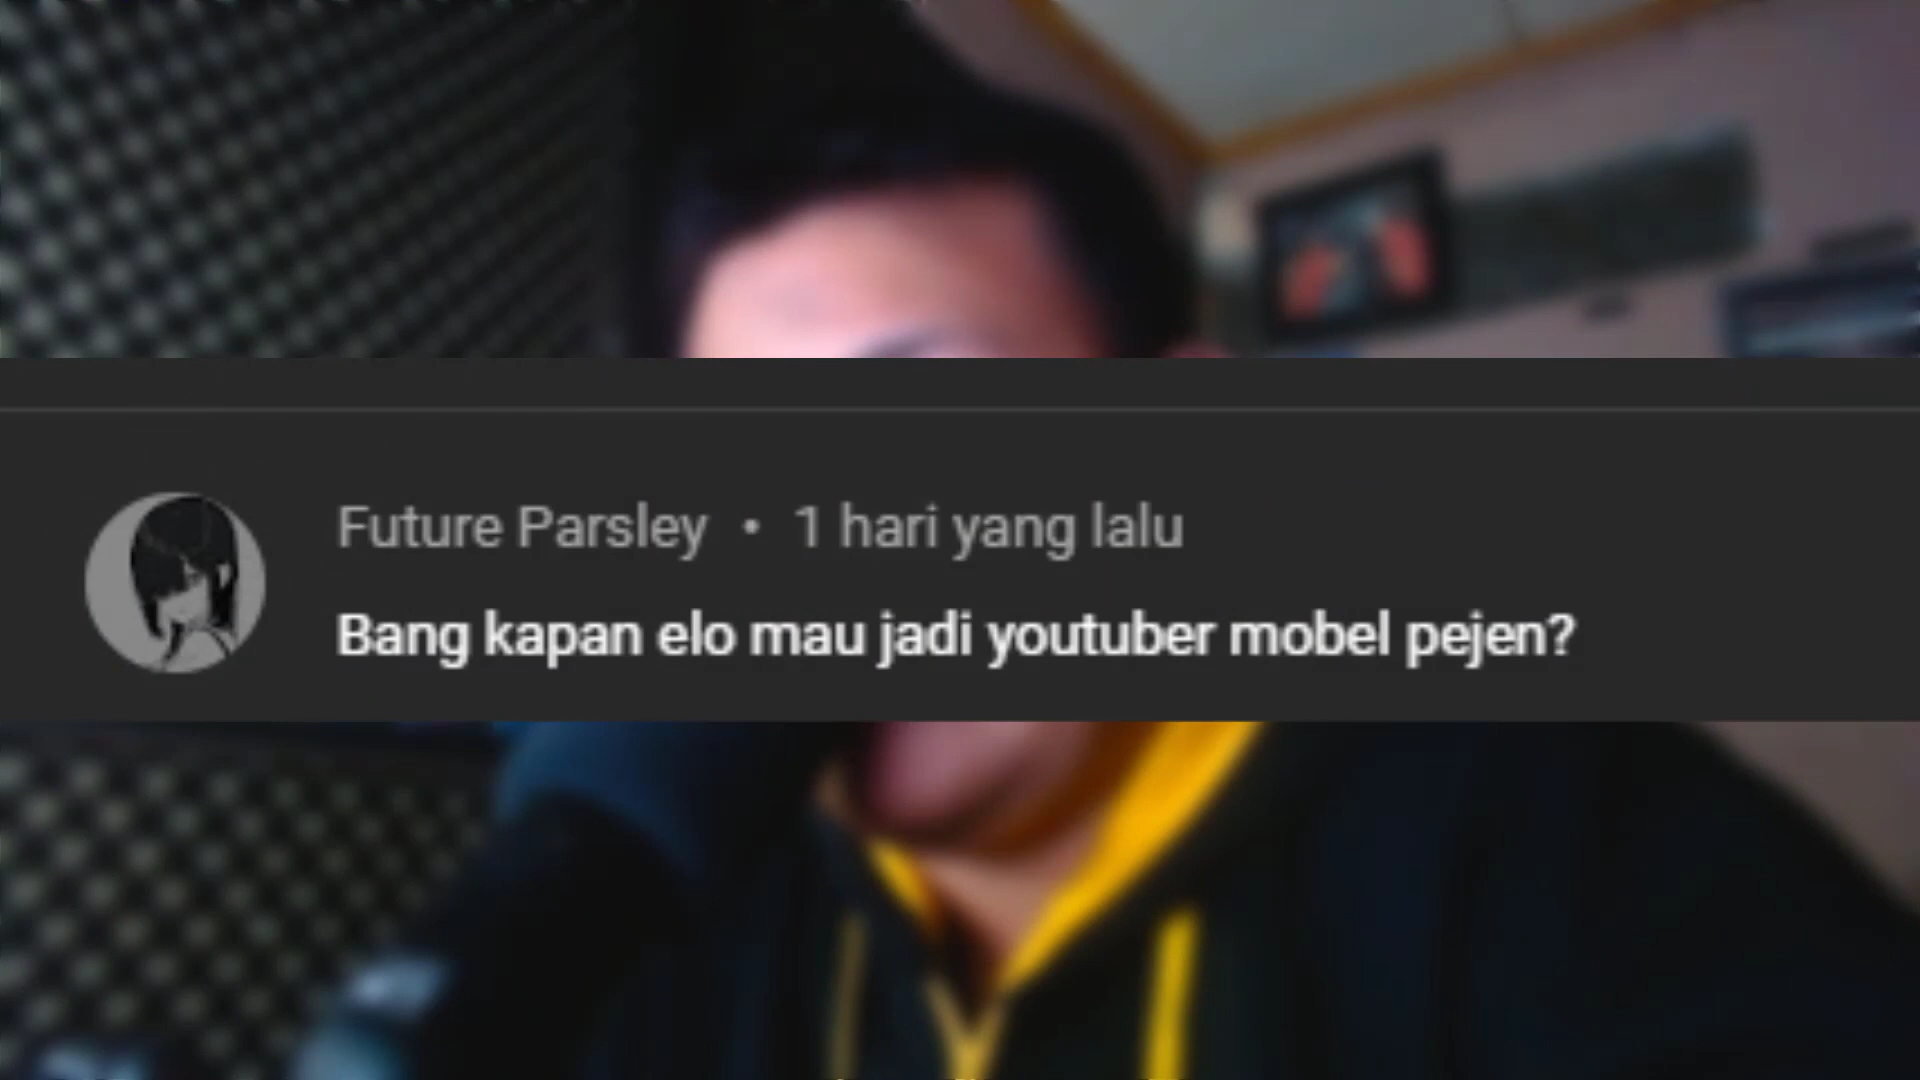 Future Parsley • 1 hari yang lalu
Bang kapan elo mau jadi youtuber mobel pejen?